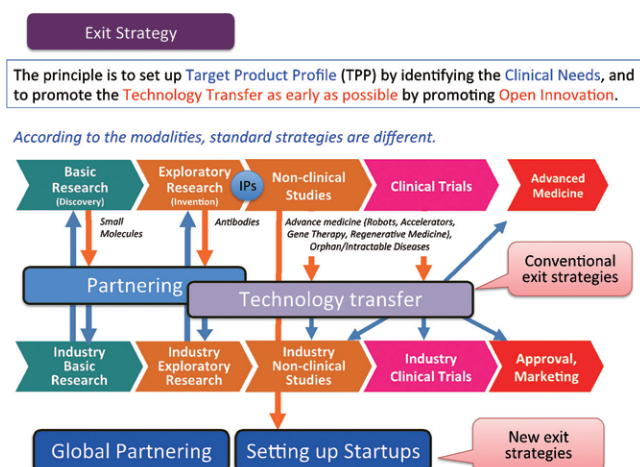 Exit Strategy
The principle is to set up Target Product Profile (TPP) by identifying the Clinical Needs, and
to promote the Technology Transfer as early as possible by promoting Open Innovation.
According to the modalities, standard strategies are different.
Basic
Research
(Discovery)
Exploratory
Research
(Invention)
IPs
Non-clinical
Studies
Clinical Trials
Advanced
Medicine
Small
Molecules
Antibodies
Advance medicine (Robots, Accelerators,
Gene Therapy, Regenerative Medicine),
Orphan/Intractable Diseases
Conventional
exit strategies
Partnering
Technology transfer
Industry
Basic
Research
Industry
Exploratory
Research
Industry
Non-clinical
Studies
Industry
Clinical Trials
Approval,
Marketing
Global Partnering
Setting up Startups
New exit
strategies